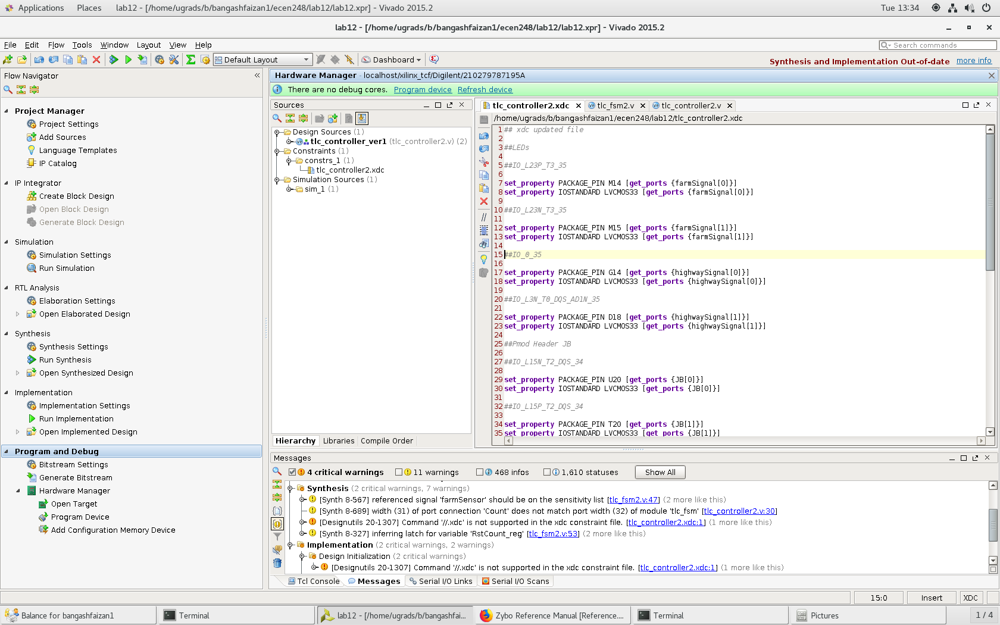 Applications Places lab12 - [/home/ugrads/b/bangashfaizan1/ecen248/lab12/lab12.xpr] - Vivado 2015.2 Tue 13:34
lab12 - [/home/ugrads/b/bangashfaizan1/ecen248/lab12/lab12.xpr] - Vivado 2015.2
File Edit Flow Tools Window Layout View Help
Search commands
Default Layout Dashboard
Synthesis and Implementation Out-of-date more info
Flow Navigator
Project Manager
Project Settings
Add Sources
Language Templates
IP Catalog
IP Integrator
Create Block Design
Open Block Design
Generate Block Design
Simulation
Simulation Settings
Run Simulation
RTL Analysis
Elaboration Settings
Open Elaborated Design
Synthesis
Synthesis Settings
Run Synthesis
Open Synthesized Design
Implementation
Implementation Settings
Run Implementation
Open Implemented Design
Program and Debug
Bitstream Settings
Generate Bitstream
Hardware Manager
Open Target
Program Device
Add Configuration Memory Device
Hardware Manager - localhost/xilinx_tcf/Digilent/210279787195A
There are no debug cores. Program device Refresh device
Sources
Design Sources (1)
tlc_controller_ver1 (tlc_controller2.v) (2)
Constraints (1)
constrs_1 (1)
tlc_controller2.xdc
Simulation Sources (1)
sim_1 (1)
Hierarchy Libraries Compile Order
tlc_controller2.xdc tlc_fsm2.v tlc_controller2.v
/home/ugrads/b/bangashfaizan1/ecen248/lab12/tlc_controller2.xdc
1 ## xdc updated file
2
3 ##LEDs
4
5 ##IO_L23P_T3_35
6
7 set_property PACKAGE_PIN M14 [get_ports {farmSignal[0]}]
8 set_property IOSTANDARD LVCMOS33 [get_ports {farmSignal[0]}]
9
10 ##IO_L23N_T3_35
11
12 set_property PACKAGE_PIN M15 [get_ports {farmSignal[1]}]
13 set_property IOSTANDARD LVCMOS33 [get_ports {farmSignal[1]}]
14
15 ##IO_0_35
16
17 set_property PACKAGE_PIN G14 [get_ports {highwaySignal[0]}]
18 set_property IOSTANDARD LVCMOS33 [get_ports {highwaySignal[0]}]
19
20 ##IO_L3N_T0_DQS_AD1N_35
21
22 set_property PACKAGE_PIN D18 [get_ports {highwaySignal[1]}]
23 set_property IOSTANDARD LVCMOS33 [get_ports {highwaySignal[1]}]
24
25 ##Pmod Header JB
26
27 ##IO_L15N_T2_DQS_34
28
29 set_property PACKAGE_PIN U20 [get_ports {JB[0]}]
30 set_property IOSTANDARD LVCMOS33 [get_ports {JB[0]}]
31
32 ##IO_L15P_T2_DQS_34
33
34 set_property PACKAGE_PIN T20 [get_ports {JB[1]}]
35 set_property IOSTANDARD LVCMOS33 [get_ports {JB[1]}]
Messages
4 critical warnings 11 warnings 468 infos 1,610 statuses Show All
Synthesis (2 critical warnings, 7 warnings)
[Synth 8-567] referenced signal 'farmSensor' should be on the sensitivity list [tlc_fsm2.v:47] (2 more like this)
[Synth 8-689] width (31) of port connection 'Count' does not match port width (32) of module 'tlc_fsm' [tlc_controller2.v:30]
[Designutils 20-1307] Command '//.xdc' is not supported in the xdc constraint file. [tlc_controller2.xdc:1] (1 more like this)
[Synth 8-327] inferring latch for variable 'RstCount_reg' [tlc_fsm2.v:53] (2 more like this)
Implementation (2 critical warnings, 2 warnings)
Design Initialization (2 critical warnings)
[Designutils 20-1307] Command '//.xdc' is not supported in the xdc constraint file. [tlc_controller2.xdc:1] (1 more like this)
Tcl Console Messages Serial I/O Links Serial I/O Scans
15:0 Insert XDC
Balance for bangashfaizan1 Terminal lab12 - [/home/ugrads/b/bangashfai... Zybo Reference Manual [Reference.... Terminal Pictures 1 / 4